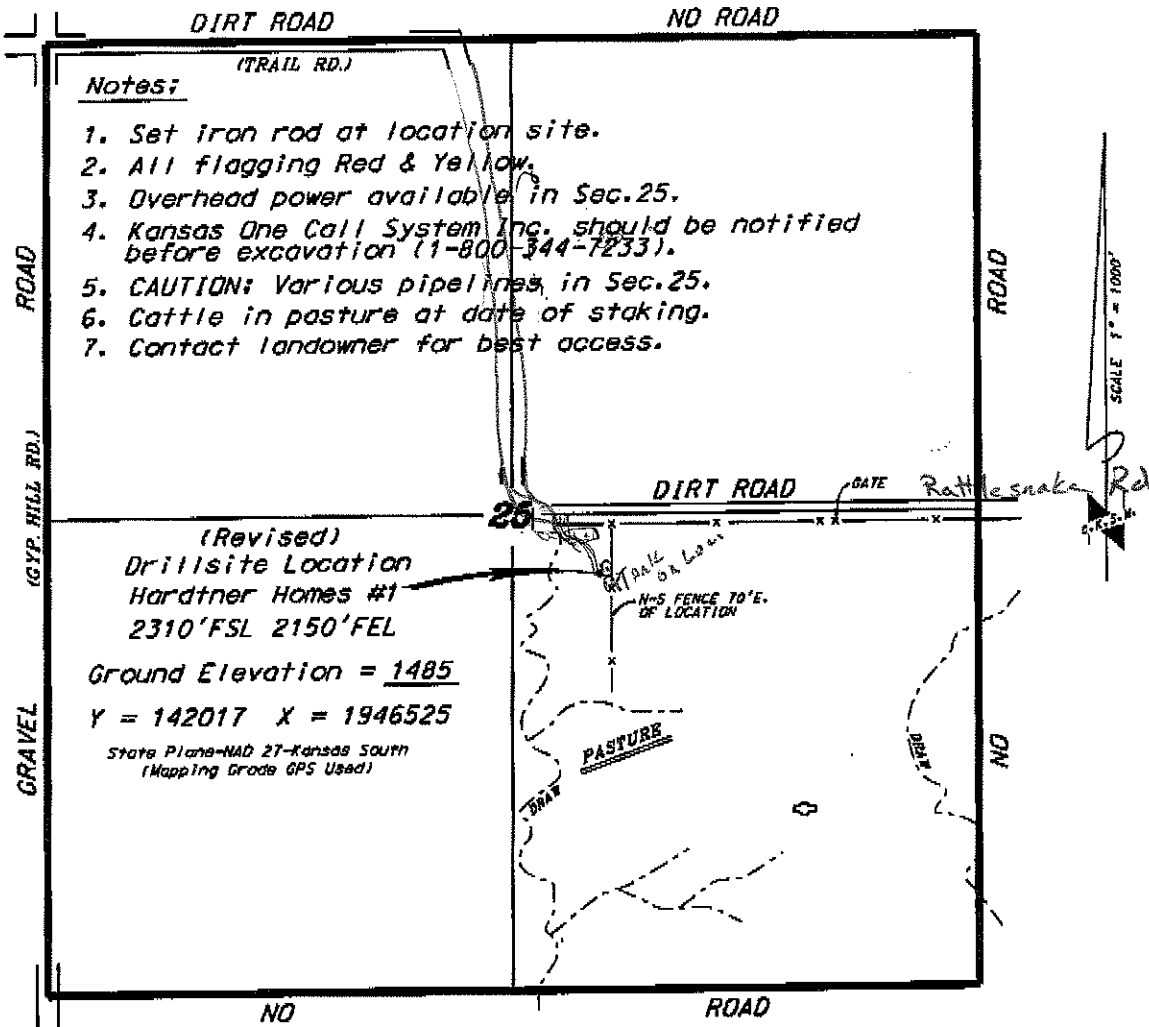 DIRT ROAD
NO ROAD
(TRAIL RD.)
Notes:
1. Set iron rod at location site.
2. All flagging Red & Yellow.
3. Overhead power available in Sec.25.
4. Kansas One Call System Inc. should be notified
before excavation (1-800-344-7233).
5. CAUTION: Various pipelines in Sec.25.
6. Cattle in pasture at date of staking.
7. Contact landowner for best access.
ROAD
(GYP. HILL RD.)
GRAVEL
ROAD
NO
SCALE 1" = 1000'
DIRT ROAD
GATE
Rattlesnake Rd
25
(Revised)
Drillsite Location
Hardtner Homes #1
2310'FSL 2150'FEL
Tank
on Loc.
N-S FENCE 70'E.
OF LOCATION
Ground Elevation = 1485
Y = 142017 X = 1946525
State Plane-NAD 27-Kansas South
(Mapping Grade GPS Used)
PASTURE
DRAW
DRAW
NO
ROAD